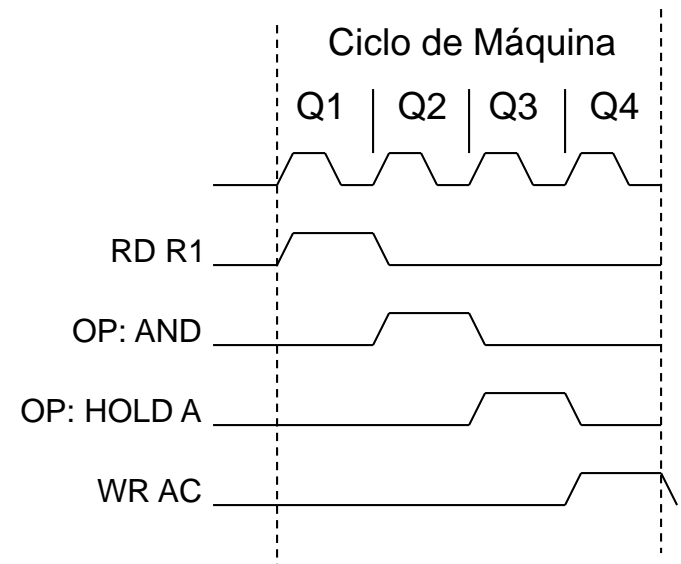 Ciclo de Máquina
Q1 Q2 Q3 Q4
RD R1
OP: AND
OP: HOLD A
WR AC